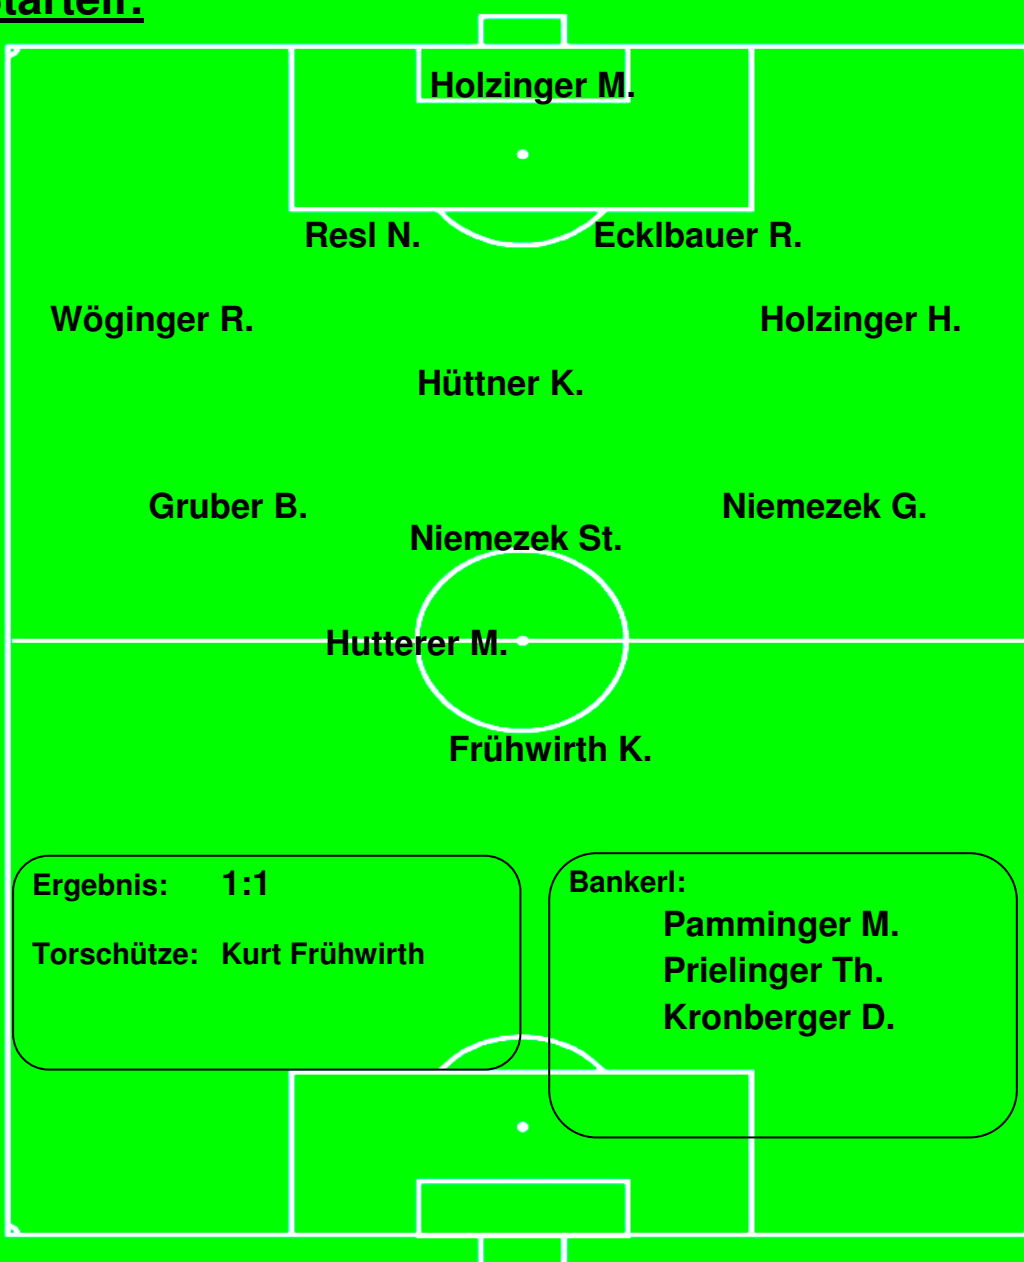 Startelf:
Holzinger M.
Resl N. Ecklbauer R.
Wöginger R. Holzinger H.
Hüttner K.
Gruber B. Niemezek G.
Niemezek St.
Hutterer M.
Frühwirth K.
Ergebnis: 1:1
Torschütze: Kurt Frühwirth
Bankerl:
Pamminger M.
Prielinger Th.
Kronberger D.